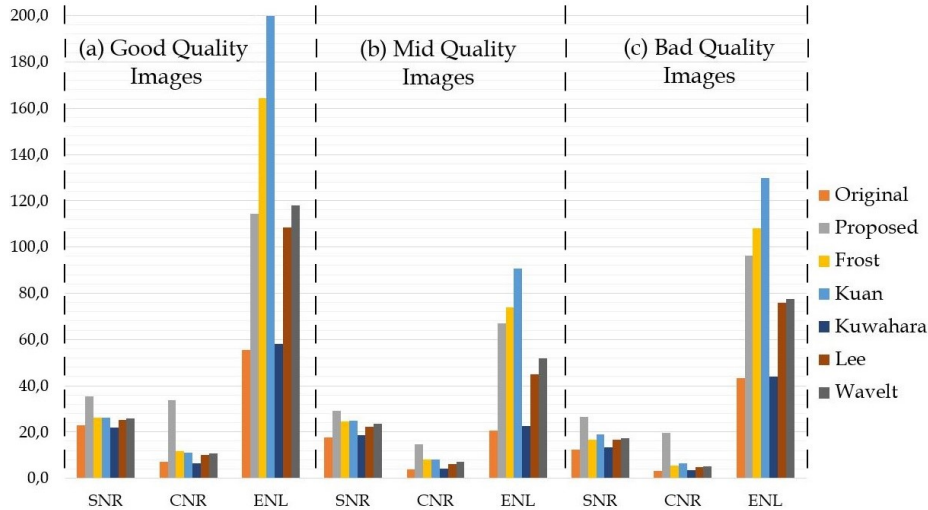 200,0
180,0
160,0
140,0
120,0
100,0
80,0
60,0
40,0
20,0
0,0
(a) Good Quality
Images
(b) Mid Quality
Images
(c) Bad Quality
Images
SNR CNR ENL SNR CNR ENL SNR CNR ENL
Original
Proposed
Frost
Kuan
Kuwahara
Lee
Wavelt